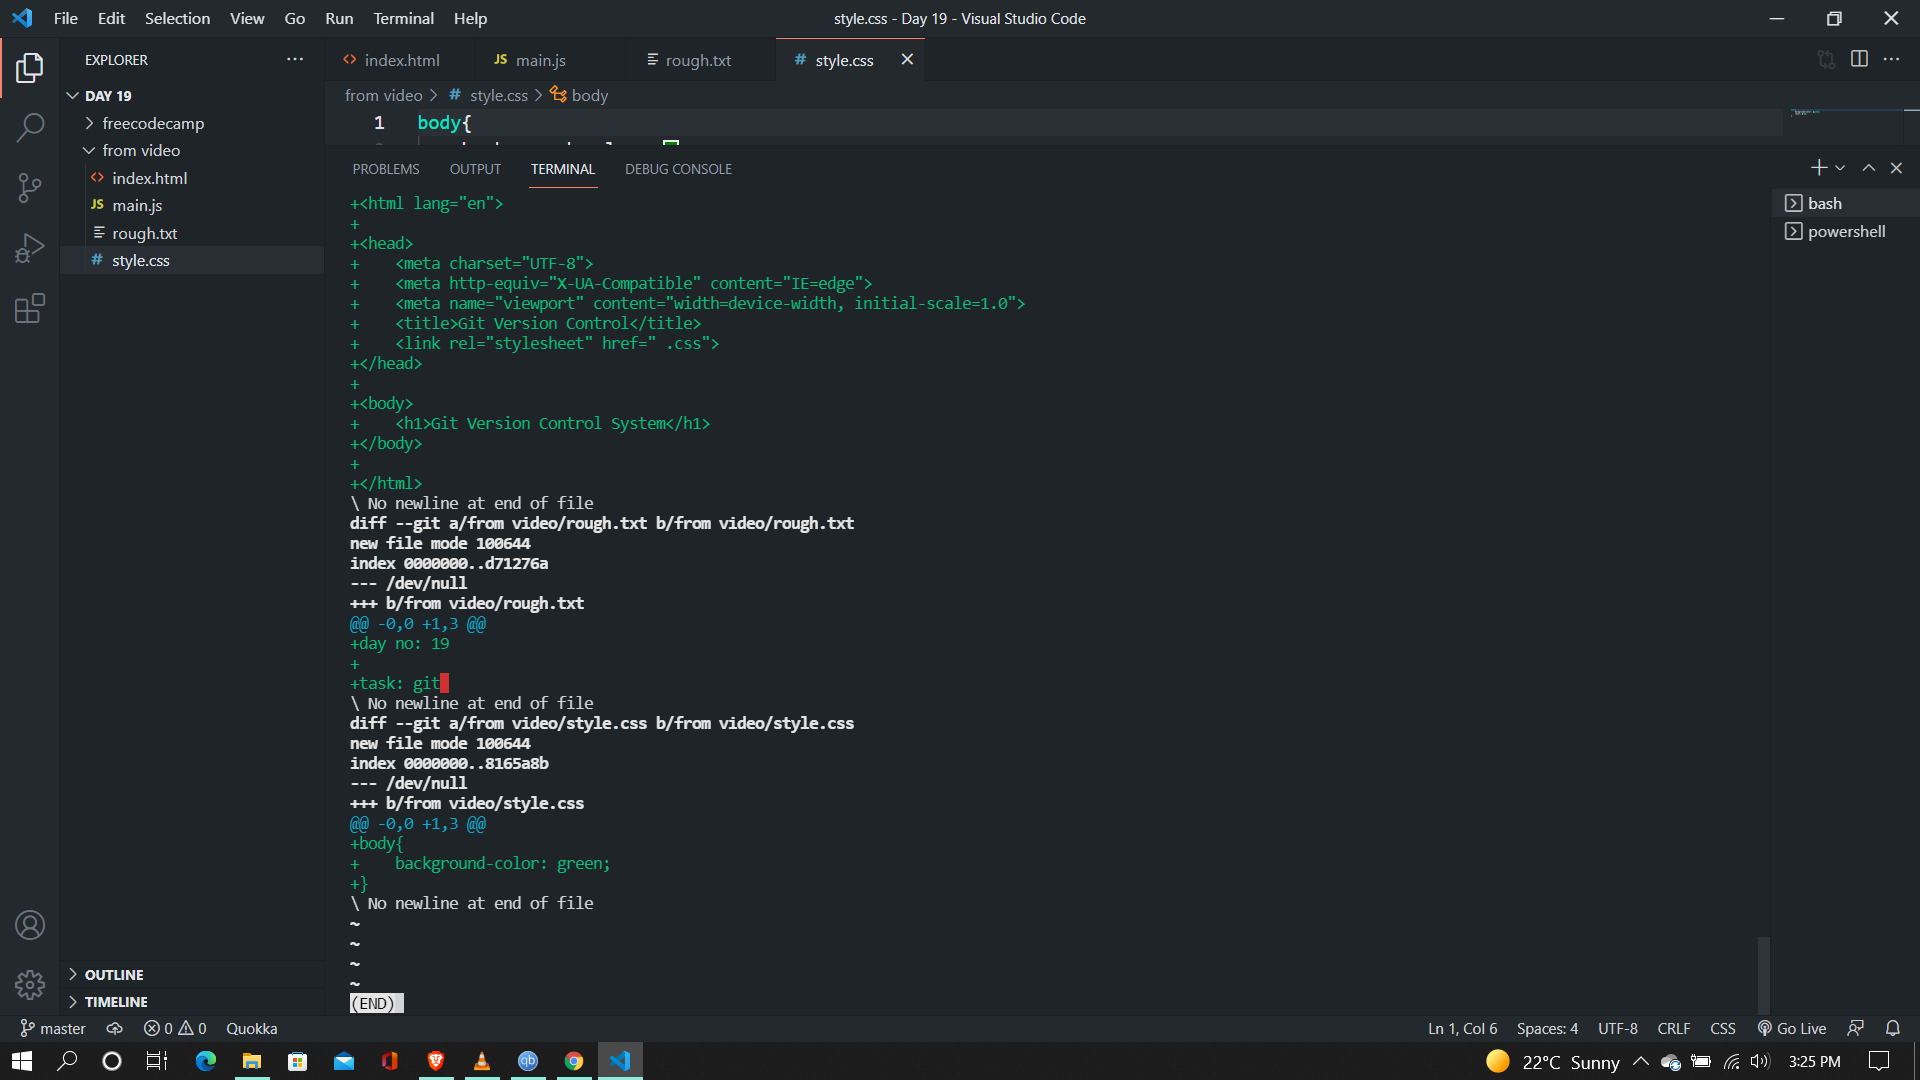 File Edit Selection View Go Run Terminal Help
style.css - Day 19 - Visual Studio Code
EXPLORER
DAY 19
freecodecamp
from video
index.html
JS main.js
rough.txt
# style.css
OUTLINE
TIMELINE
index.html
JS main.js
rough.txt
# style.css
from video > # style.css > body
1 body{
PROBLEMS OUTPUT TERMINAL DEBUG CONSOLE
bash
powershell
+<html lang="en">
+
+<head>
+    <meta charset="UTF-8">
+    <meta http-equiv="X-UA-Compatible" content="IE=edge">
+    <meta name="viewport" content="width=device-width, initial-scale=1.0">
+    <title>Git Version Control</title>
+    <link rel="stylesheet" href=" .css">
+</head>
+
+<body>
+    <h1>Git Version Control System</h1>
+</body>
+
+</html>
\ No newline at end of file
diff --git a/from video/rough.txt b/from video/rough.txt
new file mode 100644
index 0000000..d71276a
--- /dev/null
+++ b/from video/rough.txt
@@ -0,0 +1,3 @@
+day no: 19
+
+task: git
\ No newline at end of file
diff --git a/from video/style.css b/from video/style.css
new file mode 100644
index 0000000..8165a8b
--- /dev/null
+++ b/from video/style.css
@@ -0,0 +1,3 @@
+body{
+    background-color: green;
+}
\ No newline at end of file
~
~
~
~
(END)
master 0 0 Quokka
Ln 1, Col 6 Spaces: 4 UTF-8 CRLF CSS Go Live
22°C Sunny 3:25 PM